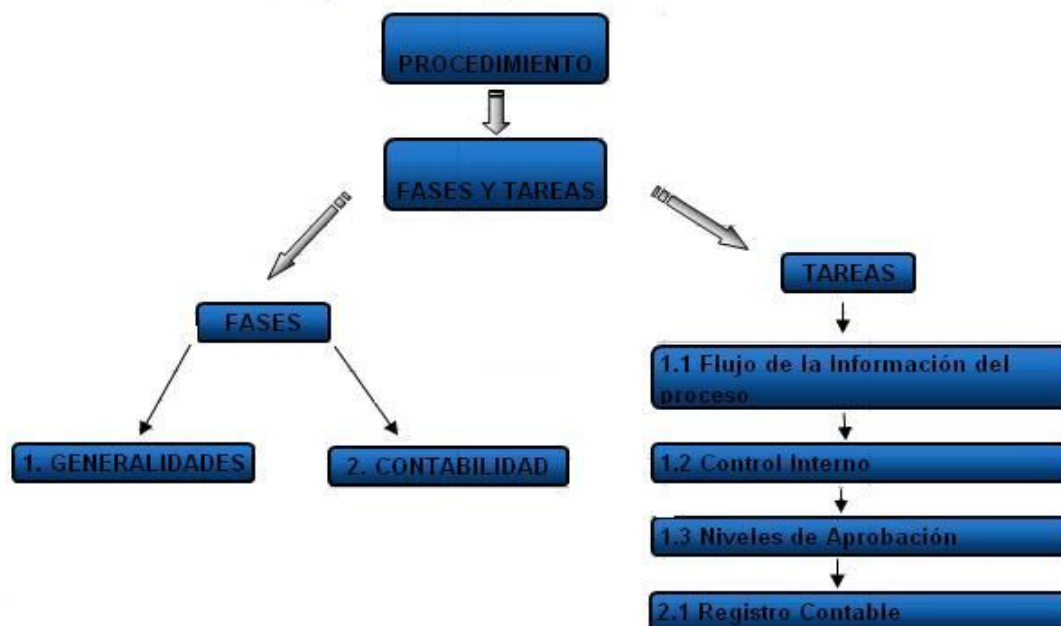 PROCEDIMIENTO
FASES Y TAREAS
FASES
1. GENERALIDADES
2. CONTABILIDAD
TAREAS
1.1 Flujo de la Información del
proceso
1.2 Control Interno
1.3 Niveles de Aprobación
2.1 Registro Contable